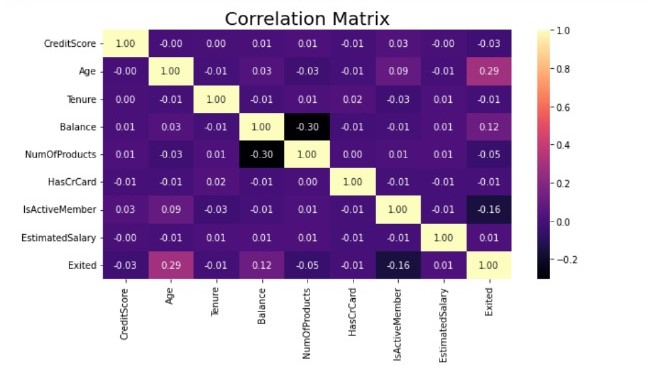 Correlation Matrix
CreditScore 1.00 -0.00 0.00 0.01 0.01 -0.01 0.03 -0.00 -0.03
Age -0.00 1.00 -0.01 0.03 -0.03 -0.01 0.09 -0.01 0.29
Tenure 0.00 -0.01 1.00 -0.01 0.01 0.02 -0.03 0.01 -0.01
Balance 0.01 0.03 -0.01 1.00 -0.30 -0.01 -0.01 0.01 0.12
NumOfProducts 0.01 -0.03 0.01 -0.30 1.00 0.00 0.01 0.01 -0.05
HasCrCard -0.01 -0.01 0.02 -0.01 0.00 1.00 -0.01 -0.01 -0.01
IsActiveMember 0.03 0.09 -0.03 -0.01 0.01 -0.01 1.00 -0.01 -0.16
EstimatedSalary -0.00 -0.01 0.01 0.01 0.01 -0.01 -0.01 1.00 0.01
Exited -0.03 0.29 -0.01 0.12 -0.05 -0.01 -0.16 0.01 1.00
CreditScore
Age
Tenure
Balance
NumOfProducts
HasCrCard
IsActiveMember
EstimatedSalary
Exited
1.0
0.8
0.6
0.4
0.2
0.0
−0.2